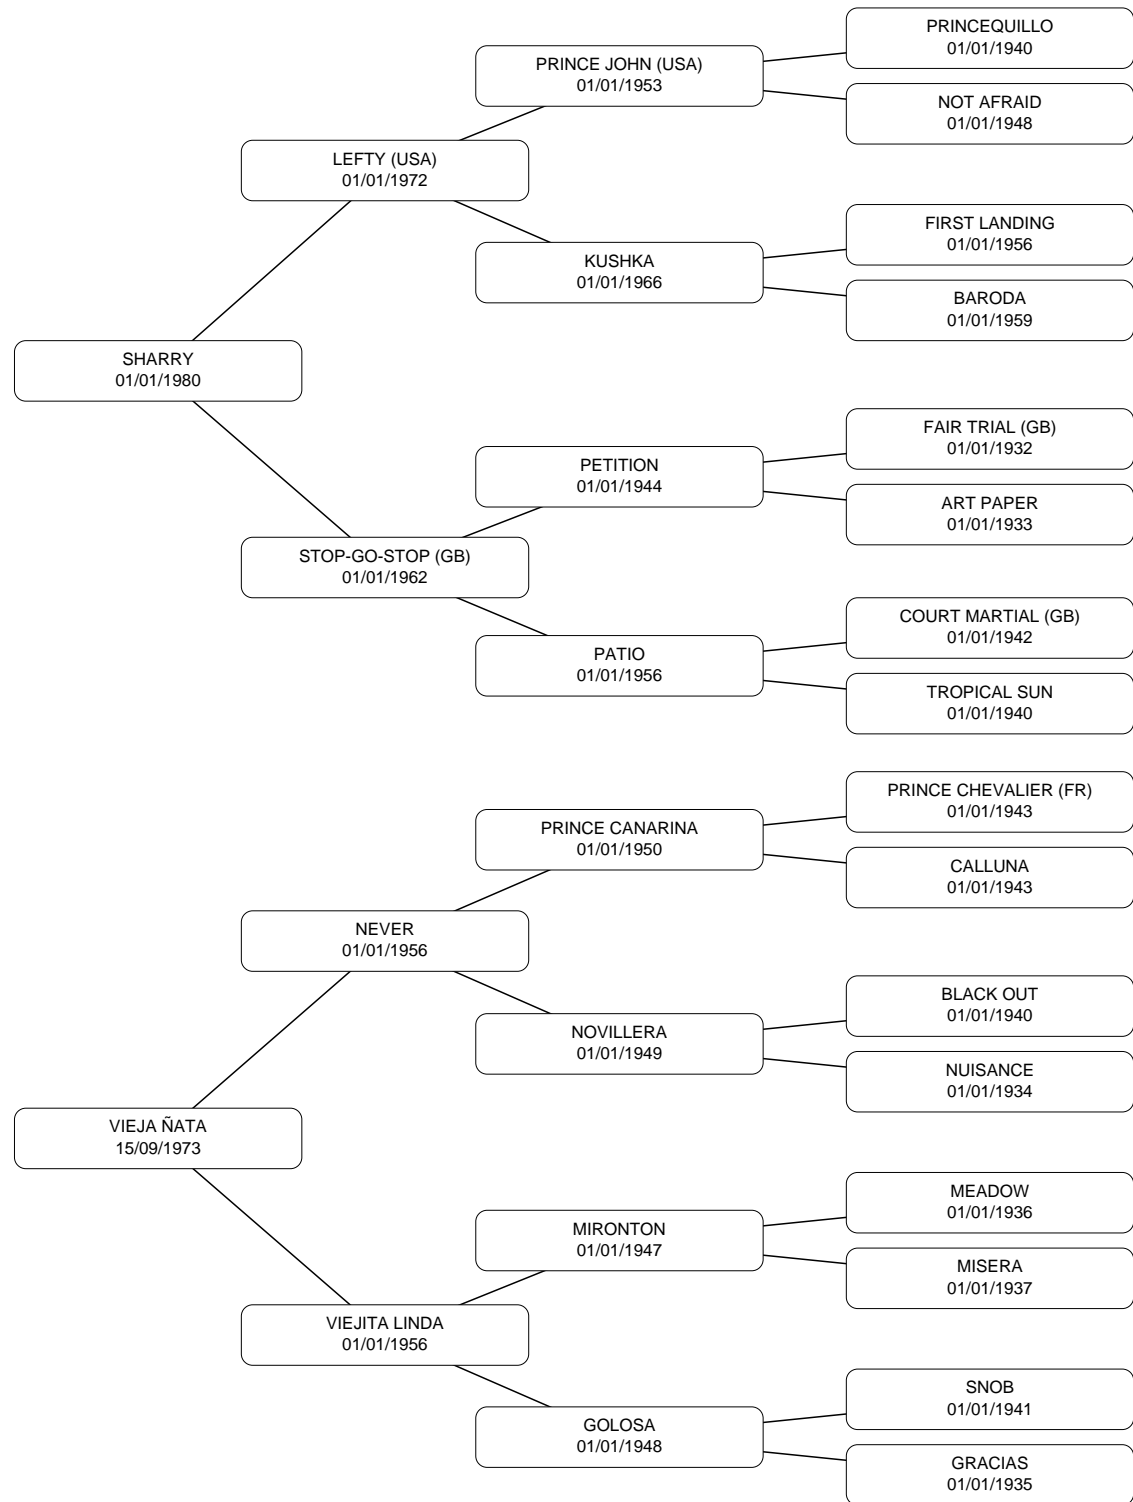 PRINCEQUILLO
01/01/1940
PRINCE JOHN (USA)
01/01/1953
NOT AFRAID
01/01/1948
LEFTY (USA)
01/01/1972
FIRST LANDING
01/01/1956
KUSHKA
01/01/1966
BARODA
01/01/1959
SHARRY
01/01/1980
FAIR TRIAL (GB)
01/01/1932
PETITION
01/01/1944
ART PAPER
01/01/1933
STOP-GO-STOP (GB)
01/01/1962
COURT MARTIAL (GB)
01/01/1942
PATIO
01/01/1956
TROPICAL SUN
01/01/1940
PRINCE CHEVALIER (FR)
01/01/1943
PRINCE CANARINA
01/01/1950
CALLUNA
01/01/1943
NEVER
01/01/1956
BLACK OUT
01/01/1940
NOVILLERA
01/01/1949
NUISANCE
01/01/1934
VIEJA ÑATA
15/09/1973
MEADOW
01/01/1936
MIRONTON
01/01/1947
MISERA
01/01/1937
VIEJITA LINDA
01/01/1956
SNOB
01/01/1941
GOLOSA
01/01/1948
GRACIAS
01/01/1935